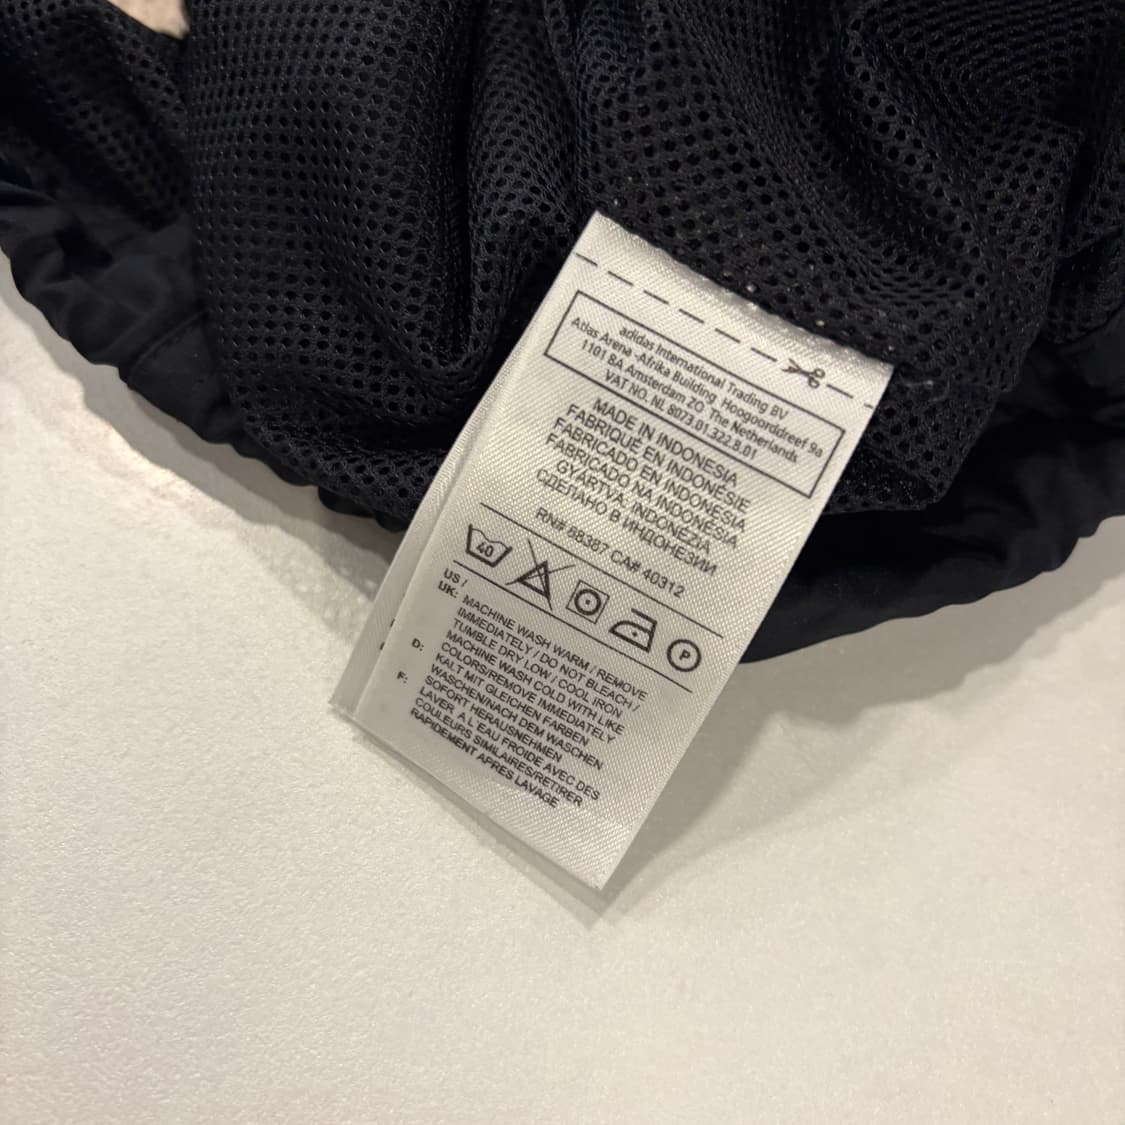 adidas International Trading BV
Atlas Arena -Afrika Building Hoogoorddreef 9a
1101 BA Amsterdam ZO The Netherlands
VAT NO. NL 8073.01.322.B.01
MADE IN INDONESIA
FABRIQUÉ EN INDONÉSIE
FABRICADO EN INDONESIA
FABRICADO NA INDONÉSIA
GYÁRTVA: INDONÉZIA
СДЕЛАНО В ИНДОНЕЗИИ
RN# 88387 CA# 40312
40 P
US /
UK: MACHINE WASH WARM / REMOVE
IMMEDIATELY / DO NOT BLEACH /
TUMBLE DRY LOW / COOL IRON
MACHINE WASH COLD WITH LIKE
COLORS/REMOVE IMMEDIATELY
D: KALT MIT GLEICHEN FARBEN
WASCHEN/NACH DEM WASCHEN
SOFORT HERAUSNEHMEN
F: LAVER A L'EAU FROIDE AVEC DES
COULEURS SIMILAIRES/RETIRER
RAPIDEMENT APRÈS LAVAGE